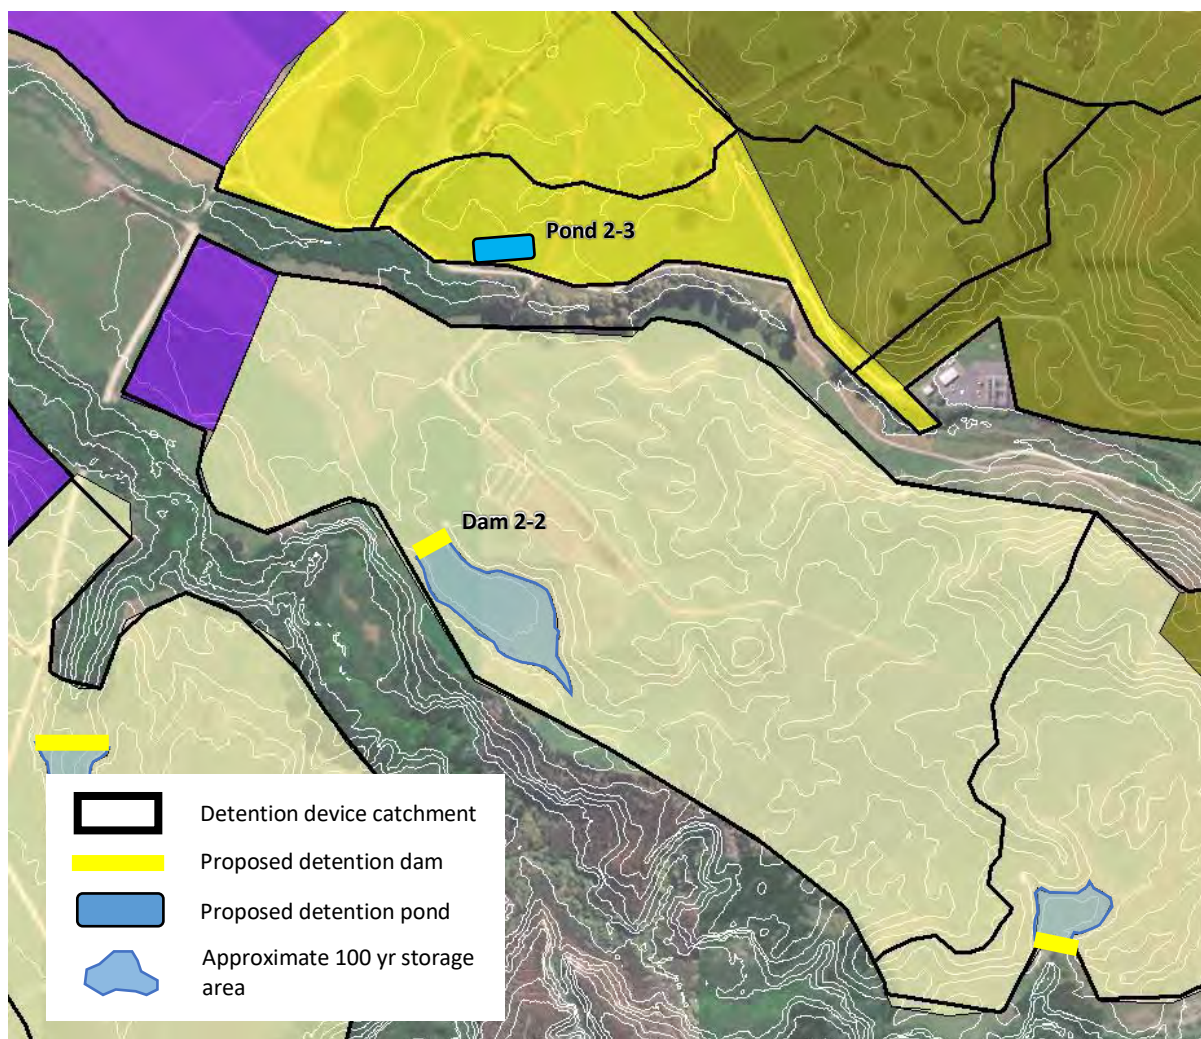 Pond 2-3
Dam 2-2
Detention device catchment
Proposed detention dam
Proposed detention pond
Approximate 100 yr storage
area